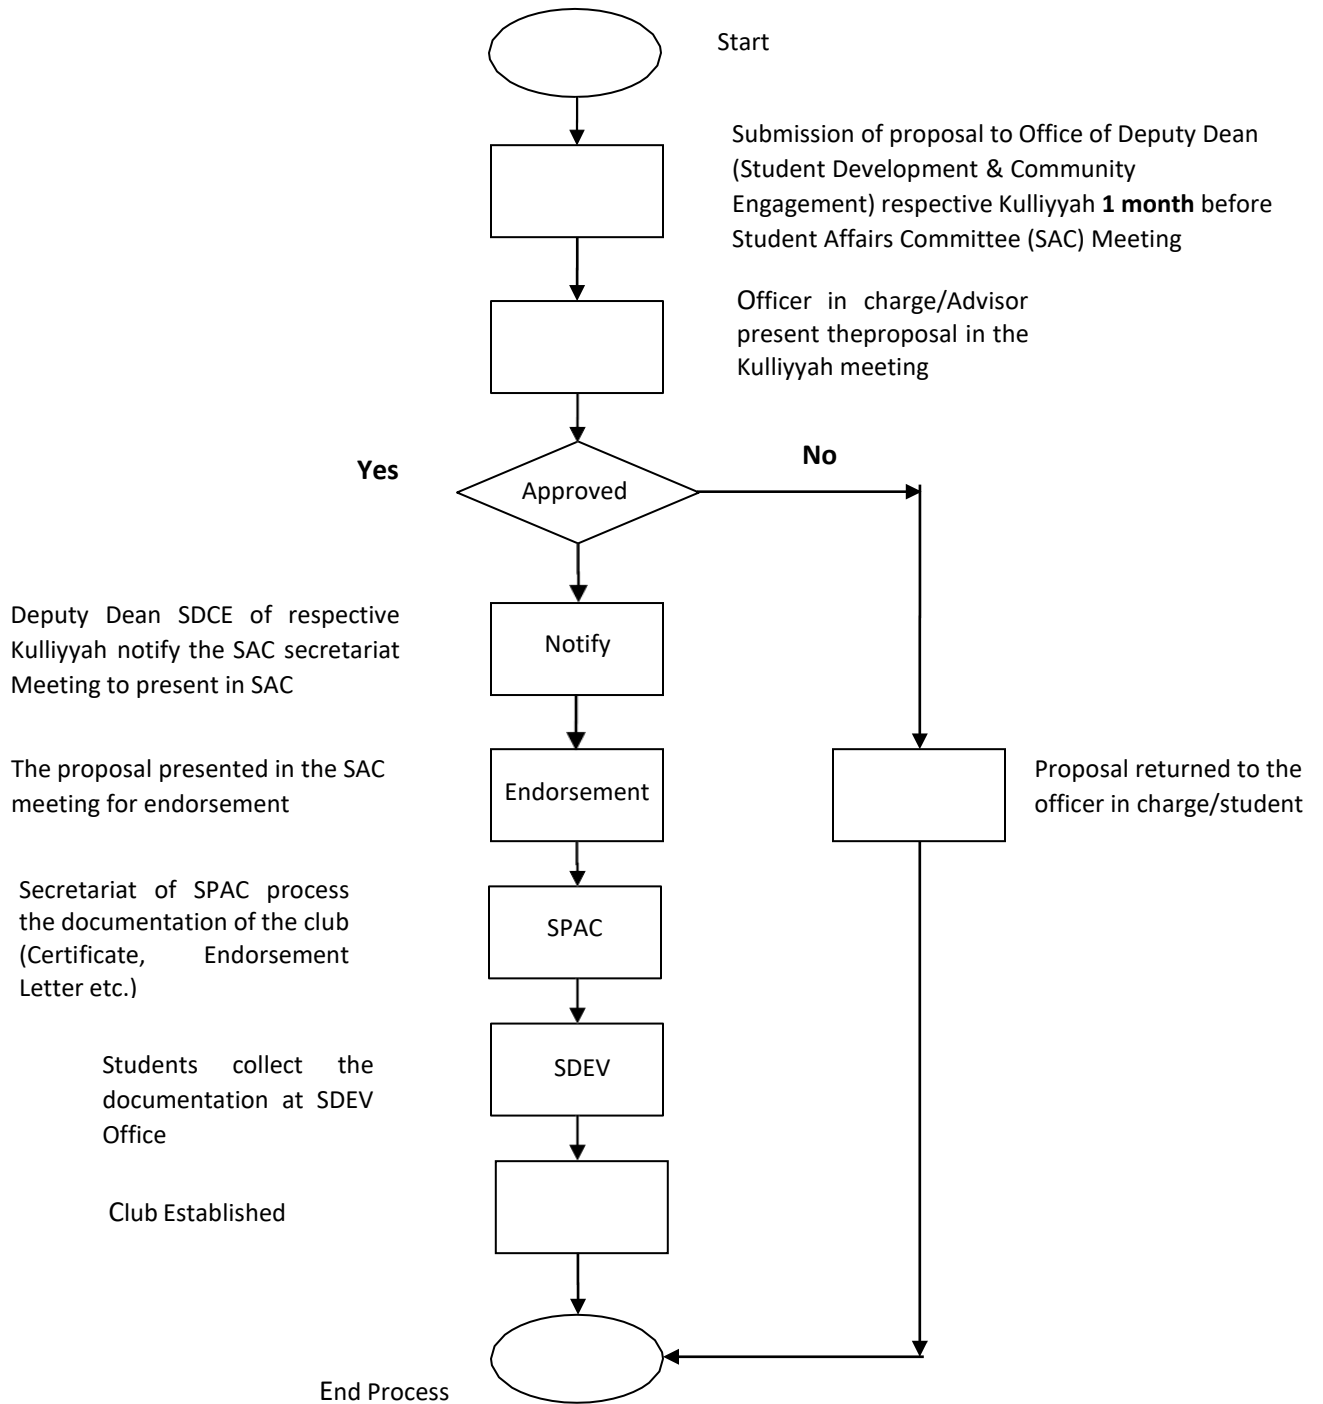 Start
Submission of proposal to Office of Deputy Dean
(Student Development & Community
Engagement) respective Kulliyyah 1 month before
Student Affairs Committee (SAC) Meeting
Officer in charge/Advisor
present theproposal in the
Kulliyyah meeting
Yes
No
Approved
Deputy Dean SDCE of respective
Kulliyyah notify the SAC secretariat
Meeting to present in SAC
Notify
The proposal presented in the SAC
meeting for endorsement
Endorsement
Proposal returned to the
officer in charge/student
Secretariat of SPAC process
the documentation of the club
(Certificate, Endorsement
Letter etc.)
SPAC
Students collect the
documentation at SDEV
Office
SDEV
Club Established
End Process